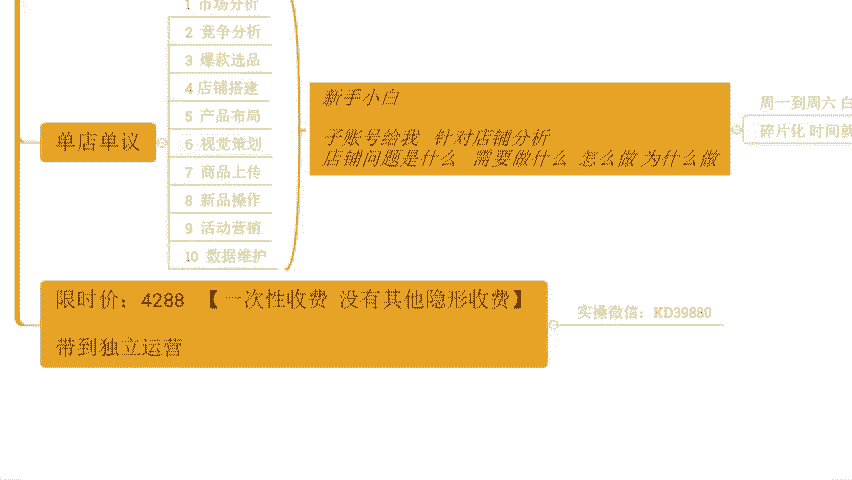 1 市场分析
2 竞争分析
3 爆款选品
4 店铺搭建
5 产品布局
6 视觉策划
7 商品上传
8 新品操作
9 活动营销
10 数据维护
单店单议
新手小白
子账号给我 针对店铺分析
店铺问题是什么 需要做什么 怎么做 为什么做
周一到周六 白
碎片化 时间
限时价：4288 【一次性收费 没有其他隐形收费】
带到独立运营
实操微信：KD39880